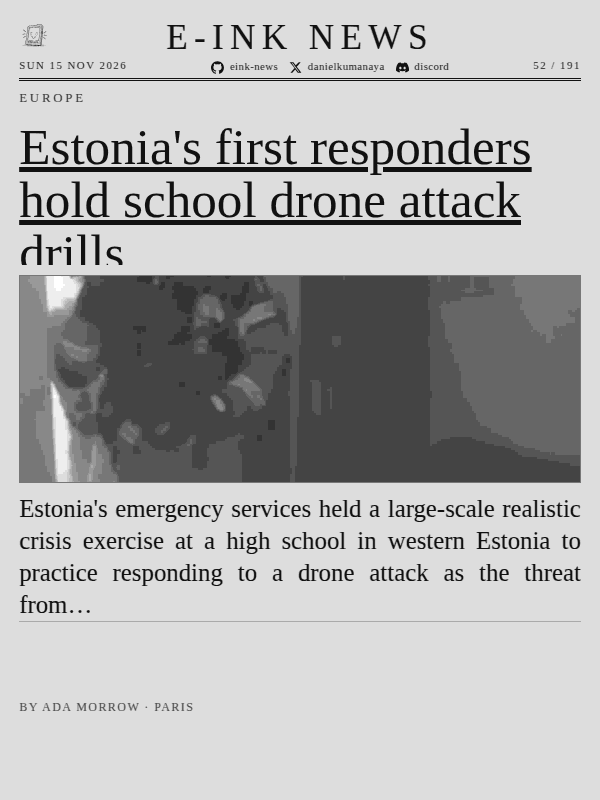 E-INK NEWS
SUN 15 NOV 2026
eink-news danielkumanaya discord
52 / 191
EUROPE
Estonia's first responders
hold school drone attack
drills
Estonia's emergency services held a large-scale realistic
crisis exercise at a high school in western Estonia to
practice responding to a drone attack as the threat
from…
BY ADA MORROW · PARIS